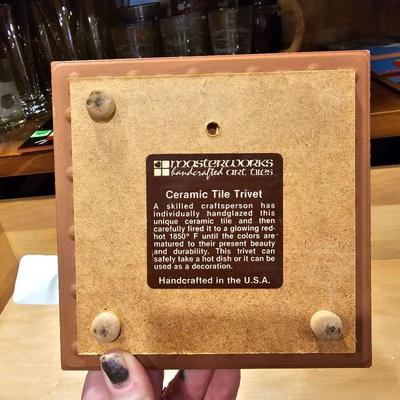 masterworks
handcrafted art tiles
Ceramic Tile Trivet
A skilled craftsperson has
individually handglazed this
unique ceramic tile and then
carefully fired it to a glowing red-
hot 1850° F until the colors are
matured to their present beauty
and durability. This trivet can
safely take a hot dish or it can be
used as a decoration.
Handcrafted in the U.S.A.